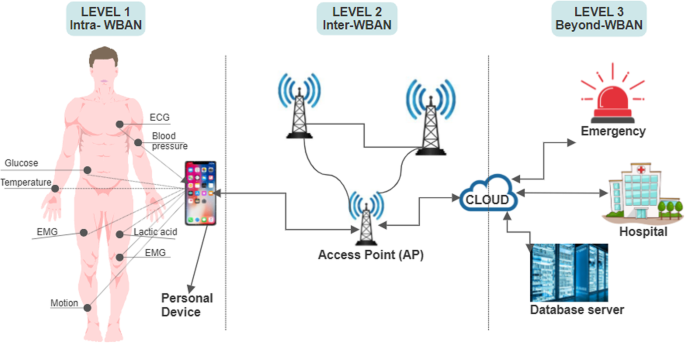 LEVEL 1
Intra- WBAN
LEVEL 2
Inter-WBAN
LEVEL 3
Beyond-WBAN
ECG
Blood
pressure
Glucose
Temperature
EMG
Lactic acid
EMG
Motion
Personal
Device
Access Point (AP)
CLOUD
Emergency
Hospital
Database server